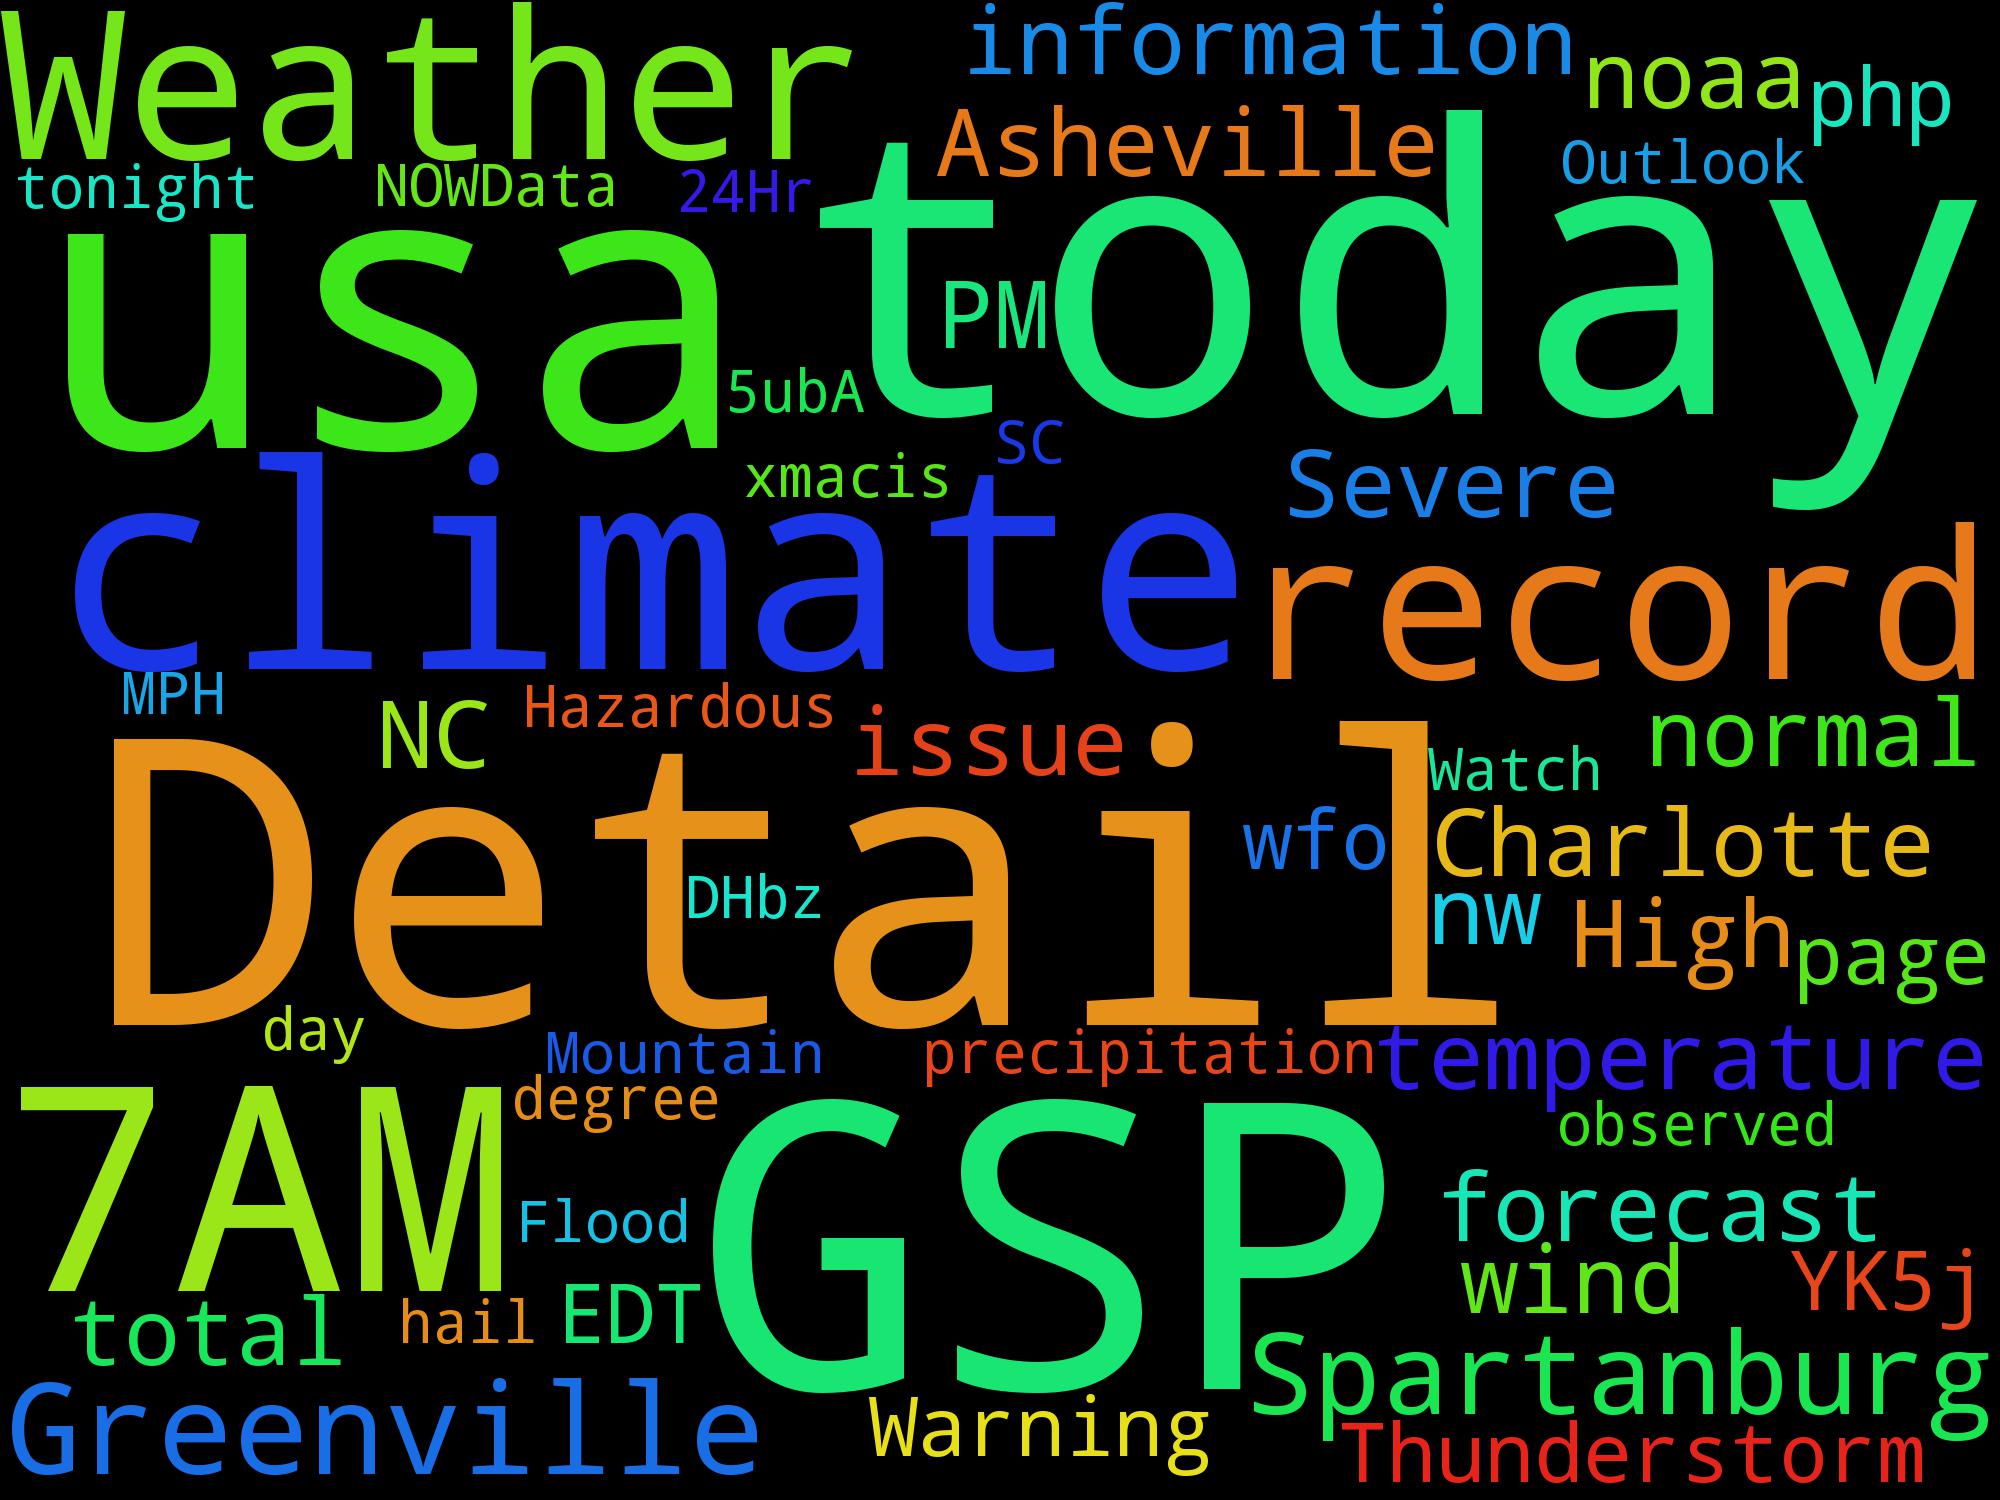 Weather
information
noaa
php
Asheville
Outlook
tonight
NOWData
24Hr
usa
today
PM
5ubA
SC
xmacis
Severe
climate
record
MPH
NC
Hazardous
issue
normal
Watch
Detail
wfo
Charlotte
DHbz
nw
High
page
day
Mountain
precipitation
temperature
7AM
degree
GSP
observed
Flood
forecast
wind
YK5j
total
hail
EDT
Spartanburg
Greenville
Warning
Thunderstorm